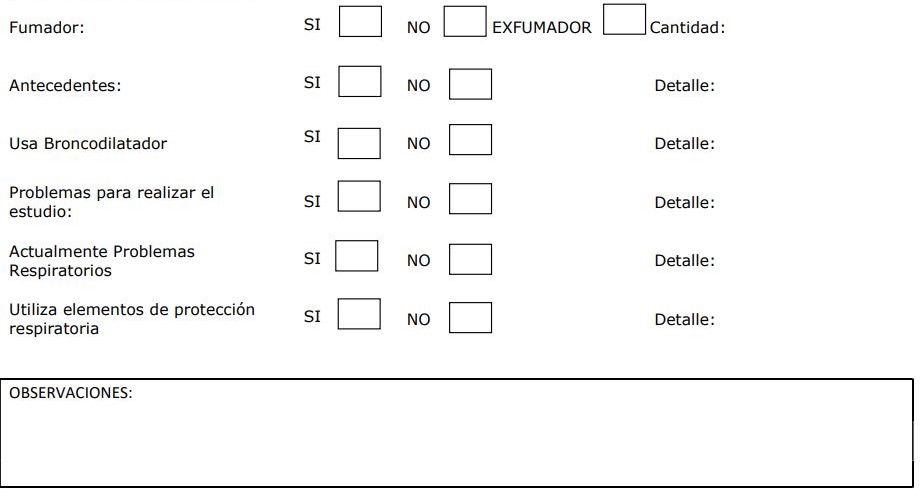 Fumador: SI NO EXFUMADOR Cantidad:
Antecedentes: SI NO Detalle:
Usa Broncodilatador SI NO Detalle:
Problemas para realizar el
estudio: SI NO Detalle:
Actualmente Problemas
Respiratorios SI NO Detalle:
Utiliza elementos de protección
respiratoria SI NO Detalle:
OBSERVACIONES: